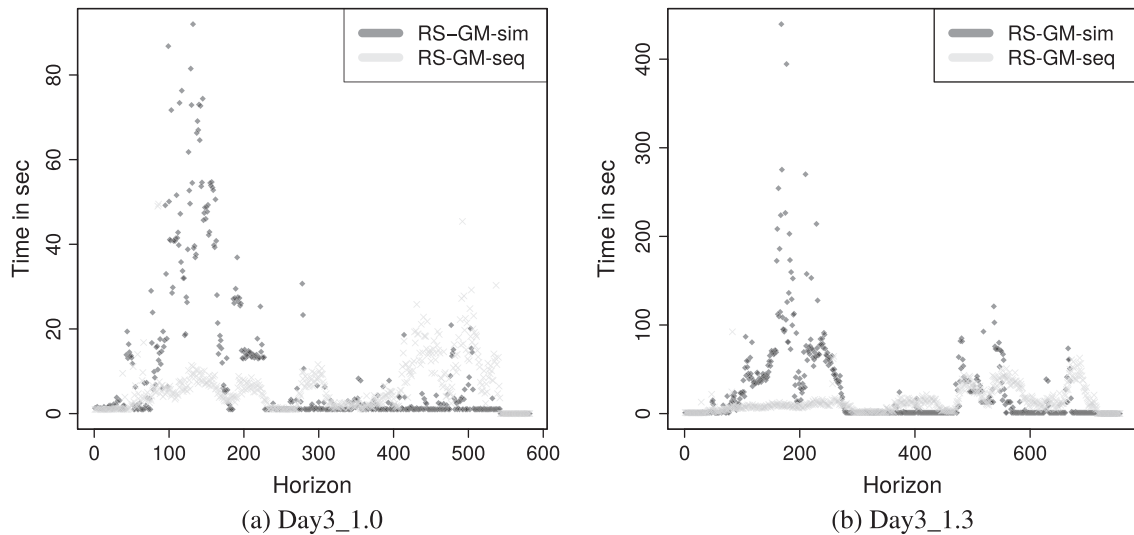 RS–GM-sim
RS-GM-seq
Time in sec
0
20
40
60
80
0
100
200
300
400
500
600
Horizon
(a) Day3_1.0
RS-GM-sim
RS-GM-seq
Time in sec
0
100
200
300
400
0
200
400
600
Horizon
(b) Day3_1.3